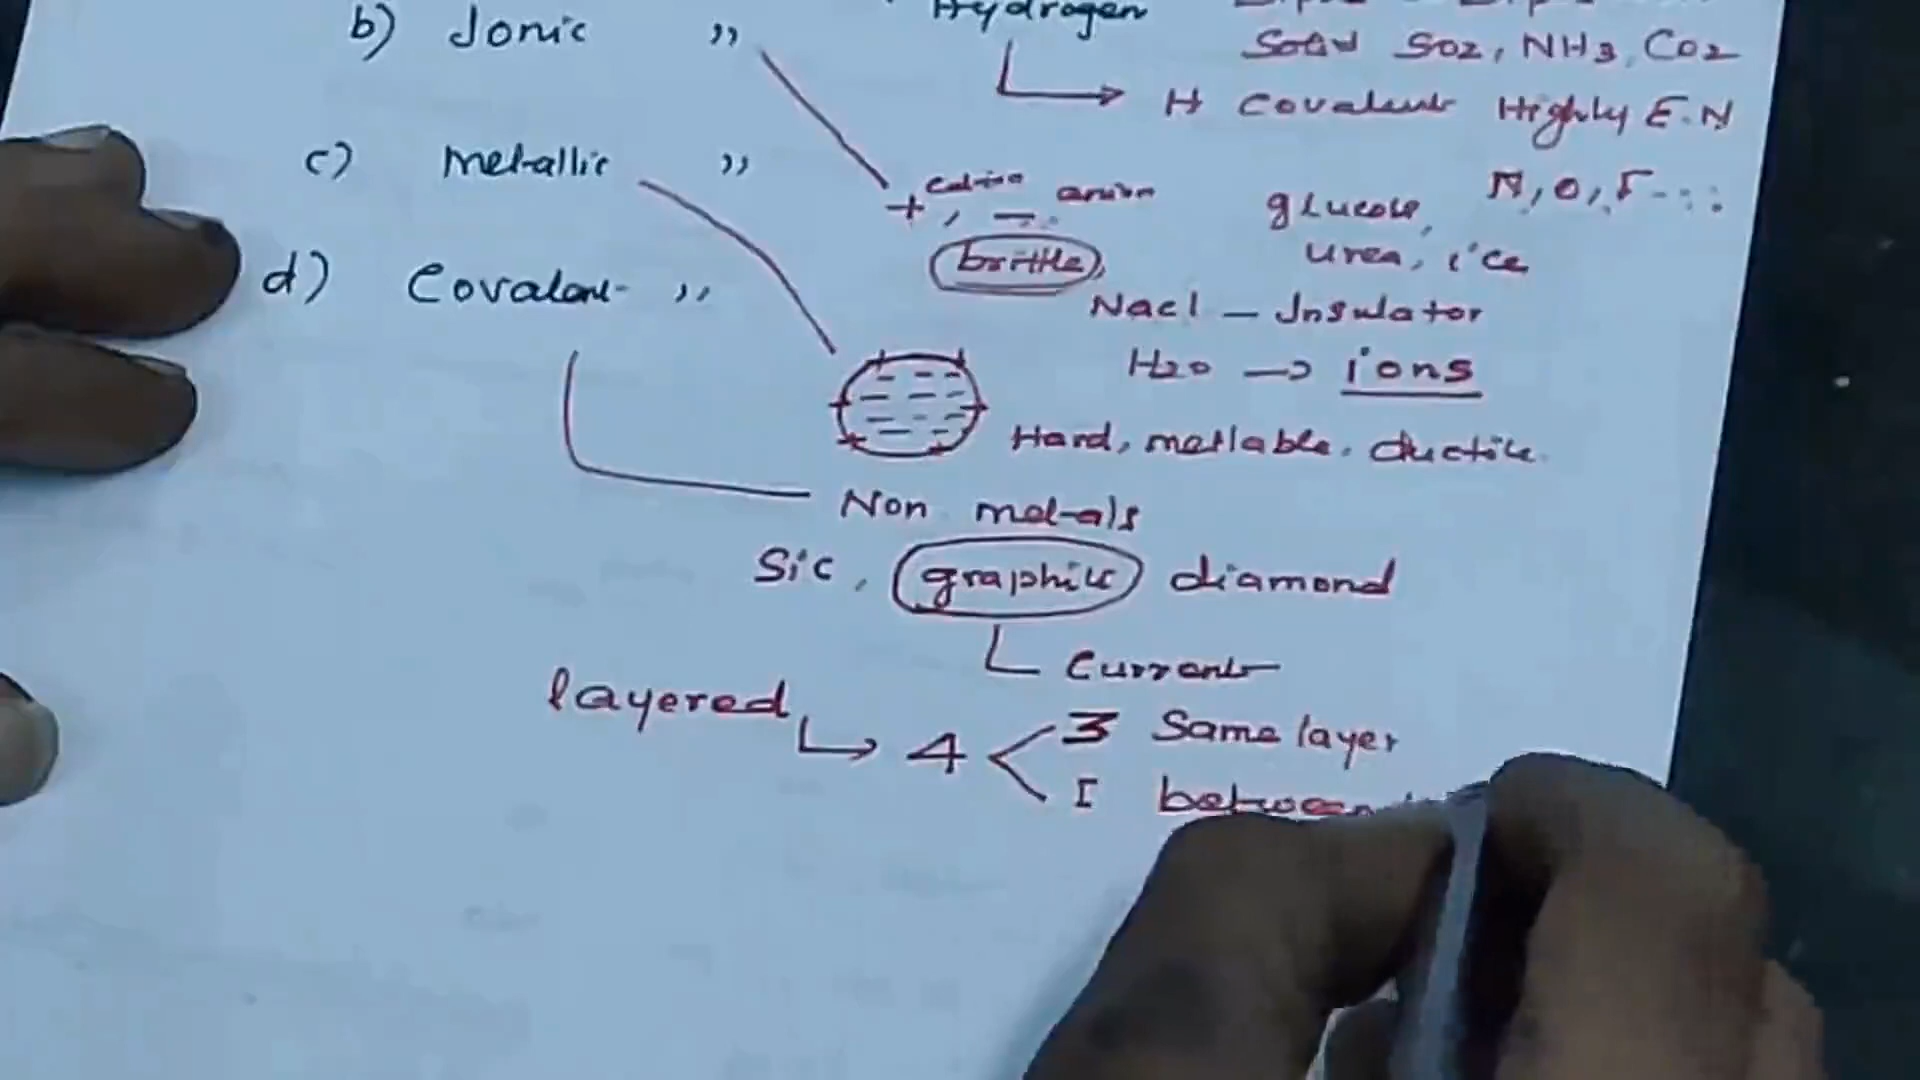 Hydrogen
b) Ionic " Solid SO2, NH3, CO2
H Covalent Highly E.N
N, O, F...
c) Metallic "
cation anion
+, -
glucose,
urea, ice
brittle,
d) Covalent "
NaCl - Insulator
H2O → ions
Hard, mallable, ductile
Non metals
SiC, graphite diamond
Current
layered
4 3 Same layer
1 between